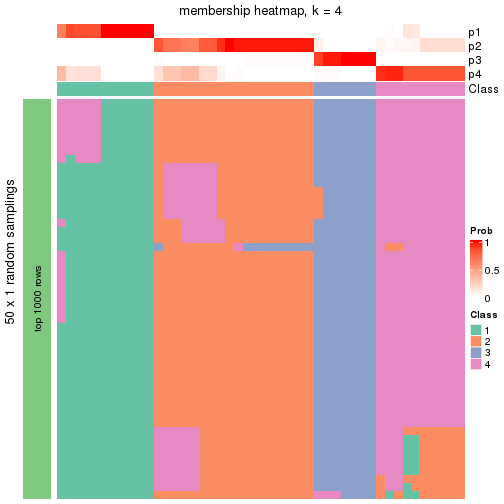 membership heatmap, k = 4
p1
p2
p3
p4
Class
50 x 1 random samplings
top 1000 rows
Prob
1
0.5
0
Class
1
2
3
4